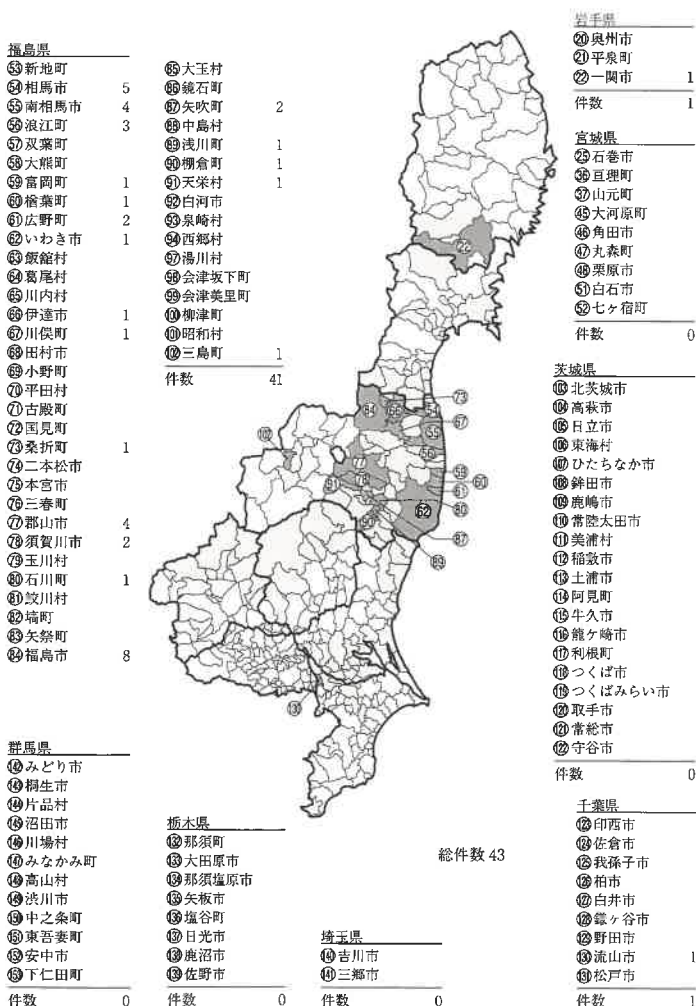 福島県
53新地町
54相馬市 5
55南相馬市 4
56浪江町 3
57双葉町
58大熊町
59富岡町 1
60楢葉町 1
61広野町 2
62いわき市 1
63飯舘村
64葛尾村
65川内村
66伊達市 1
67川俣町 1
68田村市
69小野町
70平田村
71古殿町
72国見町
73桑折町 1
74二本松市
75本宮市
76三春町
77郡山市 4
78須賀川市 2
79玉川村
80石川町 1
81鮫川村
82塙町
83矢祭町
84福島市 8
85大玉村
86鏡石町
87矢吹町 2
88中島村
89浅川町 1
90棚倉町 1
91天栄村 1
92白河市
93泉崎村
94西郷村
97湯川村
98会津坂下町
99会津美里町
100柳津町
101昭和村
102三島町 1
件数 41
岩手県
20奥州市
21平泉町
22一関市 1
件数 1
宮城県
25石巻市
36亘理町
37山元町
45大河原町
46角田市
47丸森町
48栗原市
51白石市
52七ヶ宿町
件数 0
茨城県
103北茨城市
104高萩市
105日立市
106東海村
107ひたちなか市
108鉾田市
109鹿嶋市
110常陸太田市
111美浦村
112稲敦市
113土浦市
114阿見町
115牛久市
116龍ケ崎市
117利根町
118つくば市
119つくばみらい市
120取手市
121常総市
122守谷市
件数 0
22
84
66
54
73
67
55
56
102
77
91
78
59
60
61
62
80
90
87
89
130
群馬県
142みどり市
143桐生市
144片品村
145沼田市
146川場村
147みなかみ町
148高山村
149渋川市
150中之条町
151東吾妻町
152安中市
153下仁田町
件数 0
栃木県
132那須町
133大田原市
134那須塩原市
135矢板市
136塩谷町
137日光市
138鹿沼市
139佐野市
件数 0
埼玉県
140吉川市
141三郷市
件数 0
総件数 43
千葉県
123印西市
124佐倉市
125我孫子市
126柏市
127白井市
128鎌ヶ谷市
129野田市
130流山市 1
131松戸市
件数 1